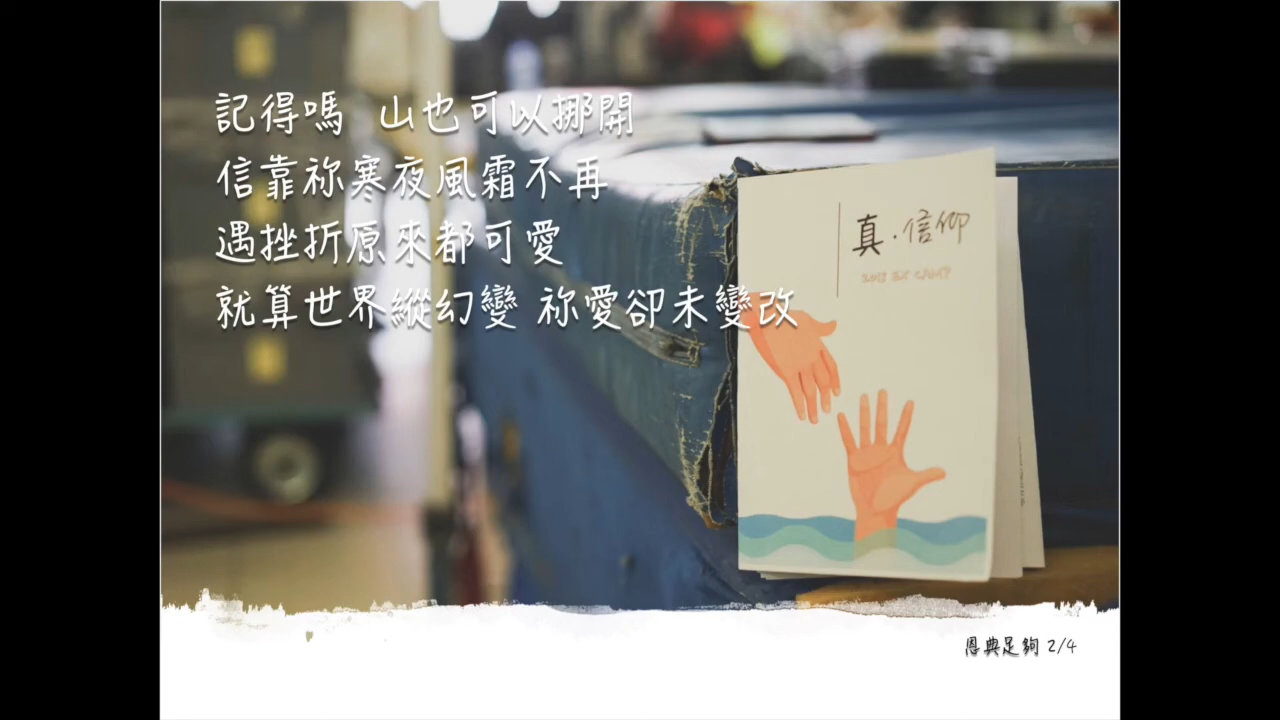 記得嗎 山也可以挪開
信靠祢寒夜風霜不再
遇挫折原來都可愛
就算世界縱幻變 祢愛卻未變改
真·信仰
恩典足夠 2/4